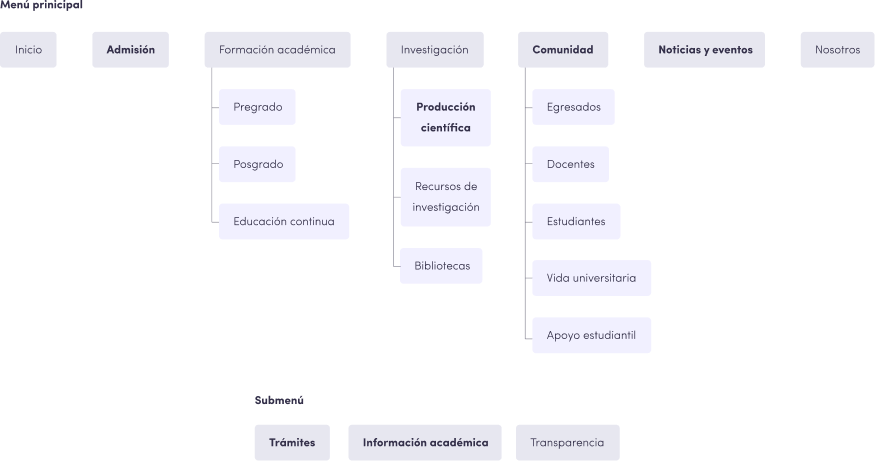 Menú prinicipal
Inicio
Admisión
Formación académica
Investigación
Comunidad
Noticias y eventos
Nosotros
Pregrado
Posgrado
Educación continua
Producción
científica
Recursos de
investigación
Bibliotecas
Egresados
Docentes
Estudiantes
Vida universitaria
Apoyo estudiantil
Submenú
Trámites
Información académica
Transparencia